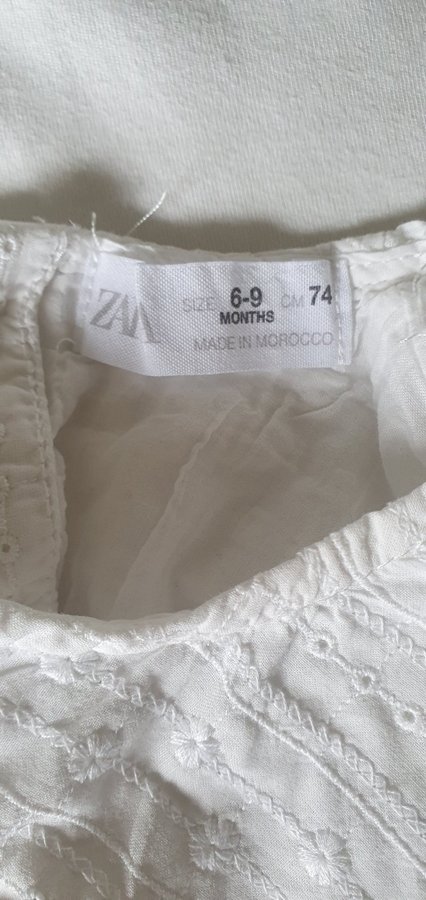 ZARA
SIZE 6-9 CM 74
MONTHS
MADE IN MOROCCO